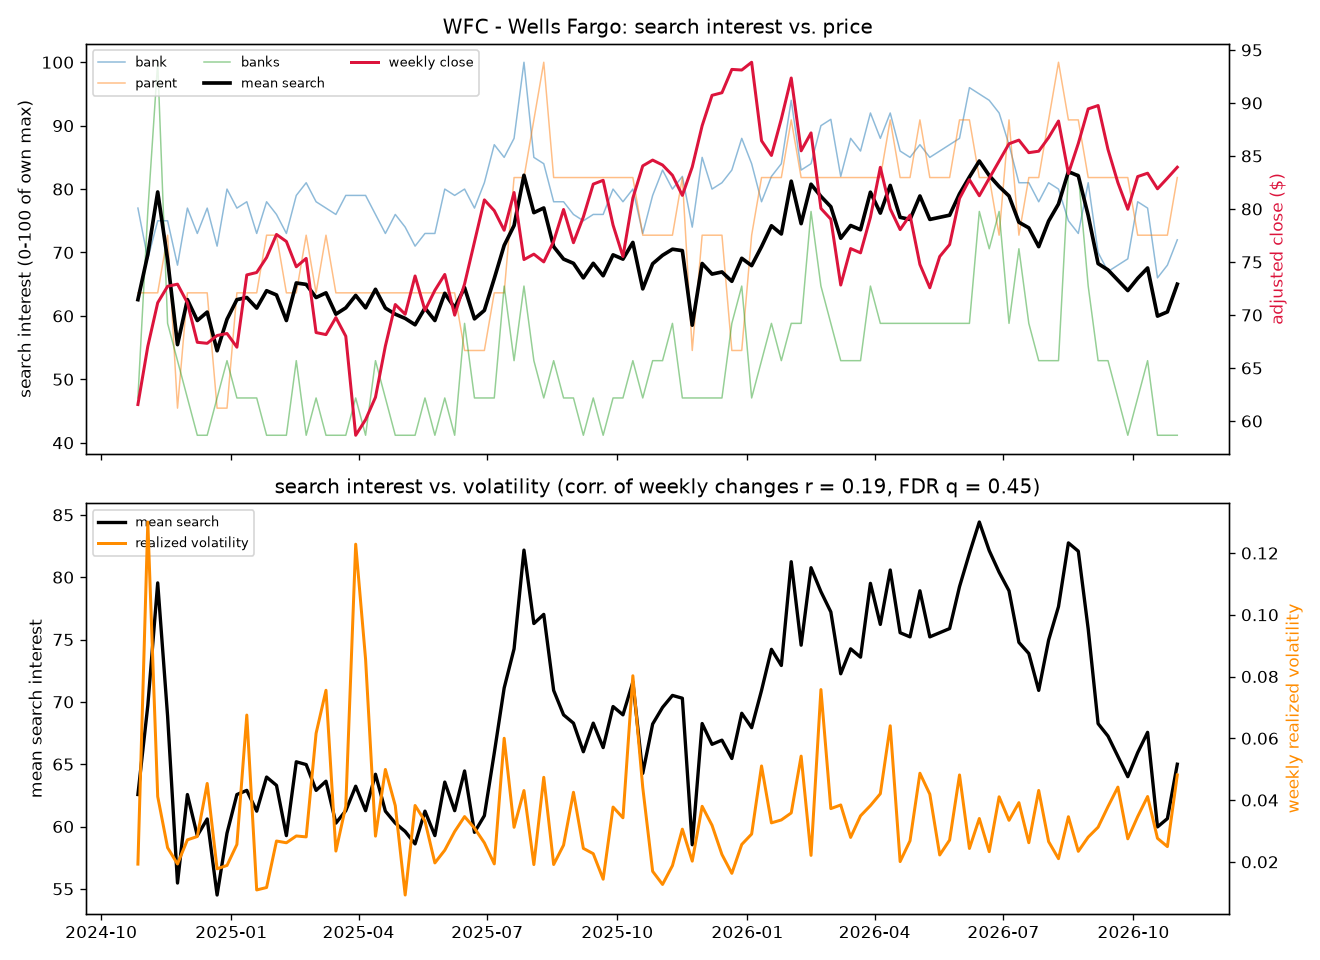 WFC - Wells Fargo: search interest vs. price
bank
parent
banks
mean search
weekly close
search interest (0-100 of own max)
100
90
80
70
60
50
40
adjusted close ($)
95
90
85
80
75
70
65
60
search interest vs. volatility (corr. of weekly changes r = 0.19, FDR q = 0.45)
mean search
realized volatility
mean search interest
85
80
75
70
65
60
55
weekly realized volatility
0.12
0.10
0.08
0.06
0.04
0.02
2024-10 2025-01 2025-04 2025-07 2025-10 2026-01 2026-04 2026-07 2026-10